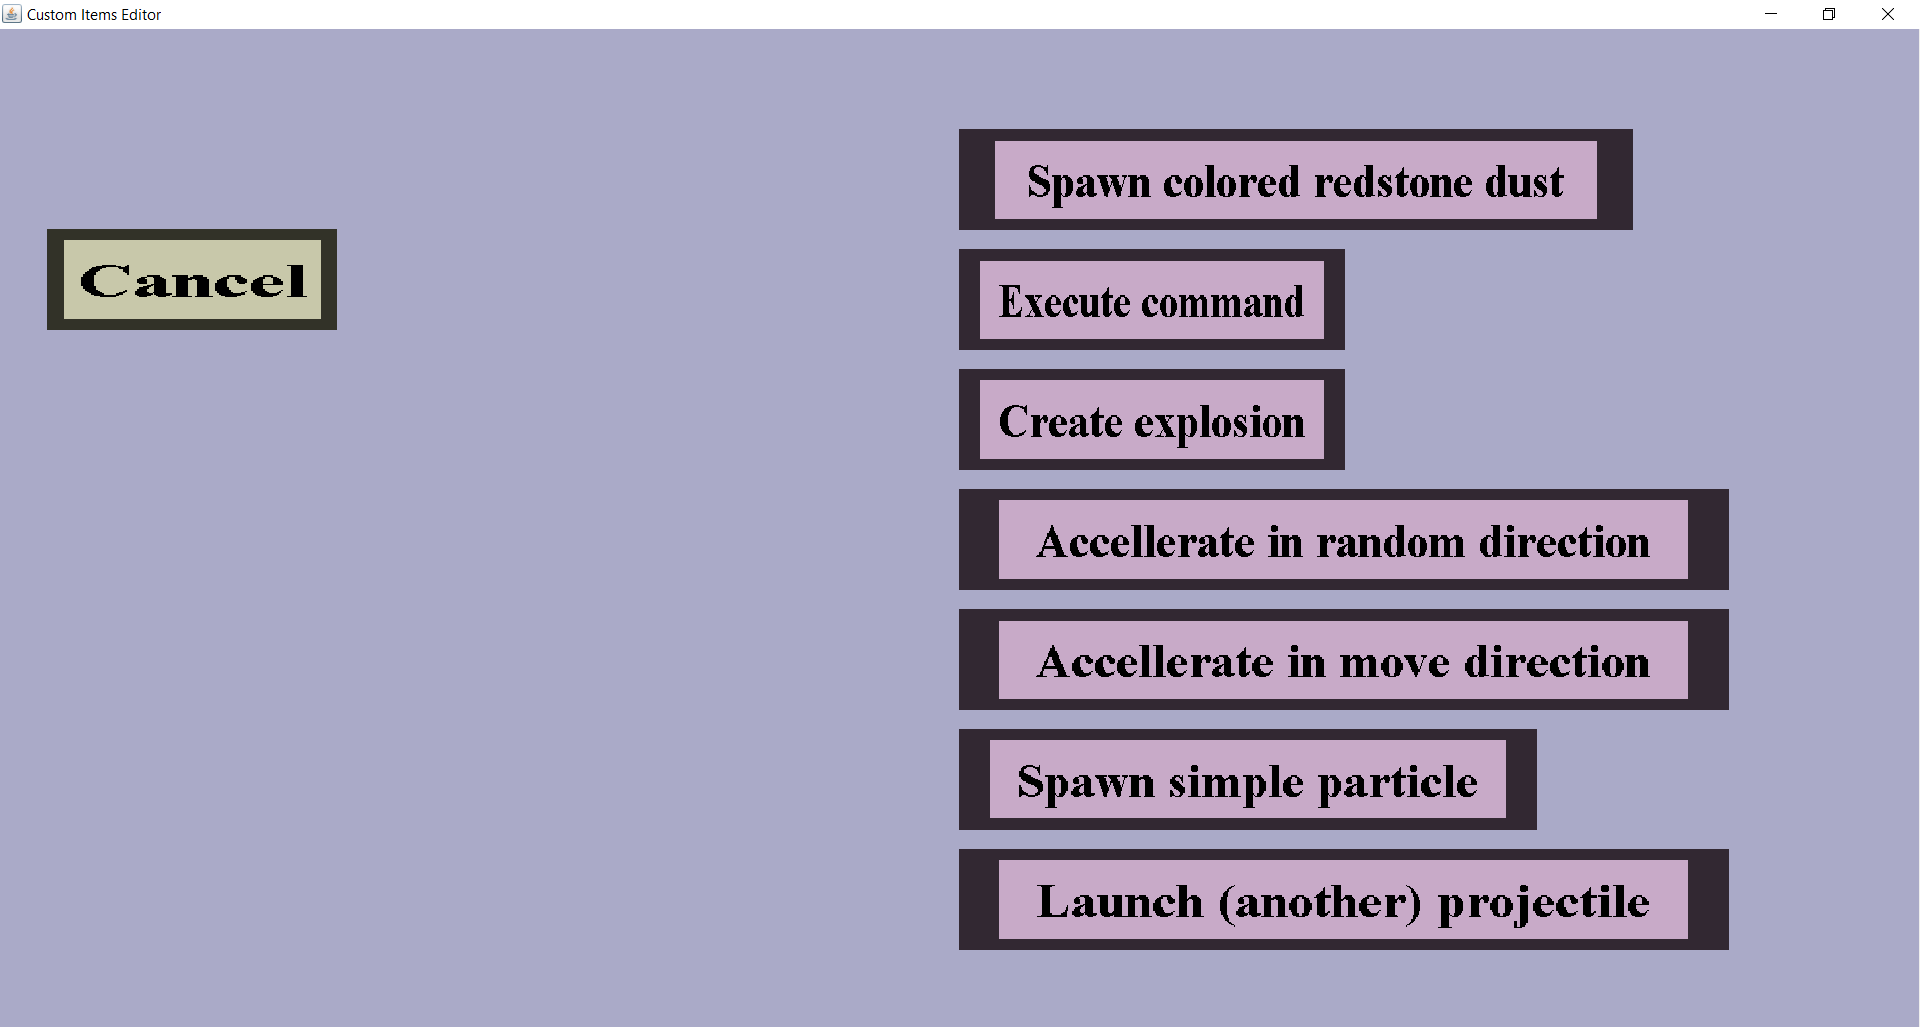 Custom Items Editor
Spawn colored redstone dust
Cancel
Execute command
Create explosion
Accellerate in random direction
Accellerate in move direction
Spawn simple particle
Launch (another) projectile